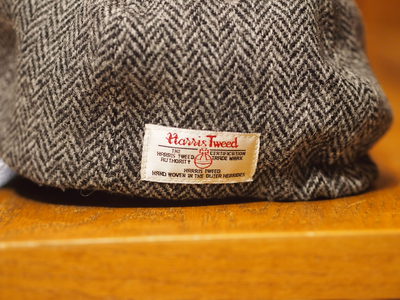 Harris Tweed
THE CERTIFICATION
HARRIS TWEED TRADE MARK
AUTHORITY
HARRIS TWEED
HAND WOVEN IN THE OUTER HEBRIDES